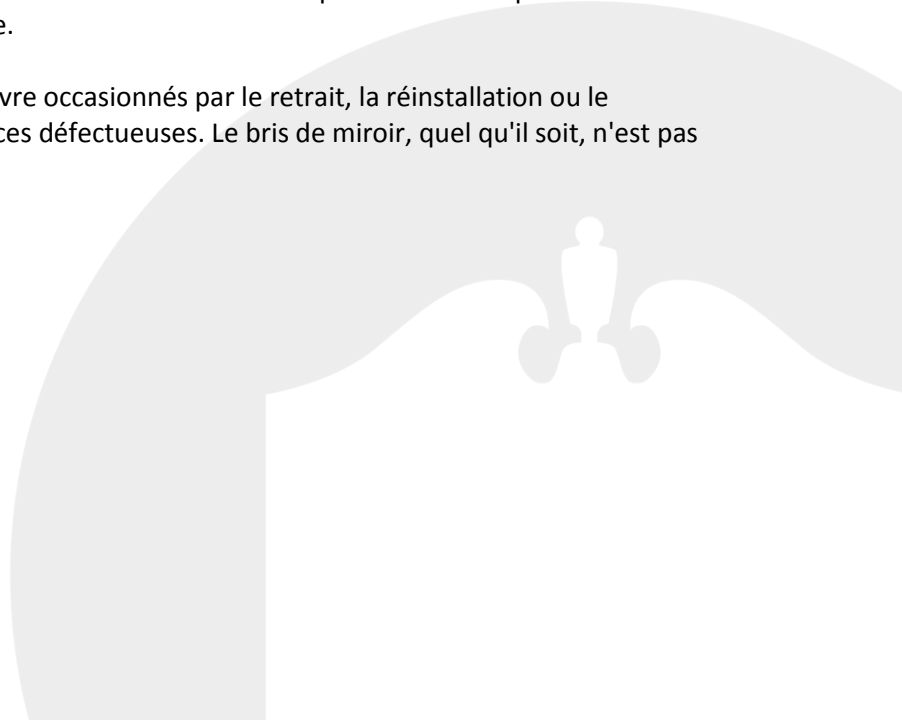 e.
vre occasionnés par le retrait, la réinstallation ou le
ces défectueuses. Le bris de miroir, quel qu'il soit, n'est pas